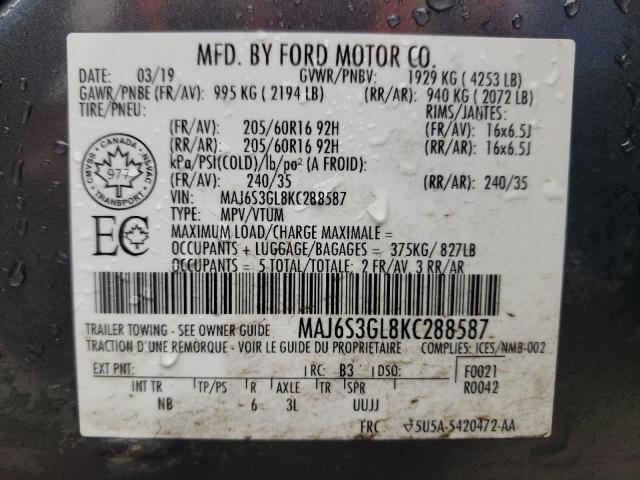 MFD. BY FORD MOTOR CO.
DATE: 03/19 GVWR/PNBV: 1929 KG ( 4253 LB)
GAWR/PNBE (FR/AV): 995 KG ( 2194 LB) (RR/AR): 940 KG ( 2072 LB)
TIRE/PNEU: RIMS/JANTES:
(FR/AV): 205/60R16 92H (FR/AV): 16x6.5J
(RR/AR): 205/60R16 92H (RR/AR): 16x6.5J
kPa/PSI(COLD)/lb/po² (A FROID):
(FR/AV): 240/35 (RR/AR): 240/35
VIN: MAJ6S3GL8KC288587
TYPE: MPV/VTUM
MAXIMUM LOAD/CHARGE MAXIMALE =
OCCUPANTS + LUGGAGE/BAGAGES = 375KG/ 827LB
OCCUPANTS = 5 TOTAL/TOTALE: 2 FR/AV, 3 RR/AR
CMVSS NSVAC
977
TRANSPORT
EC
TRAILER TOWING - SEE OWNER GUIDE MAJ6S3GL8KC288587
TRACTION D'UNE REMORQUE - VOIR LE GUIDE DU PROPRIETAIRE COMPLIES: ICES/NMB-002
EXT PNT: RC: B3 DSO: F0021
INT TR TP/PS R AXLE TR SPR R0042
NB 6 3L UUJJ
FRC 5U5A-5420472-AA